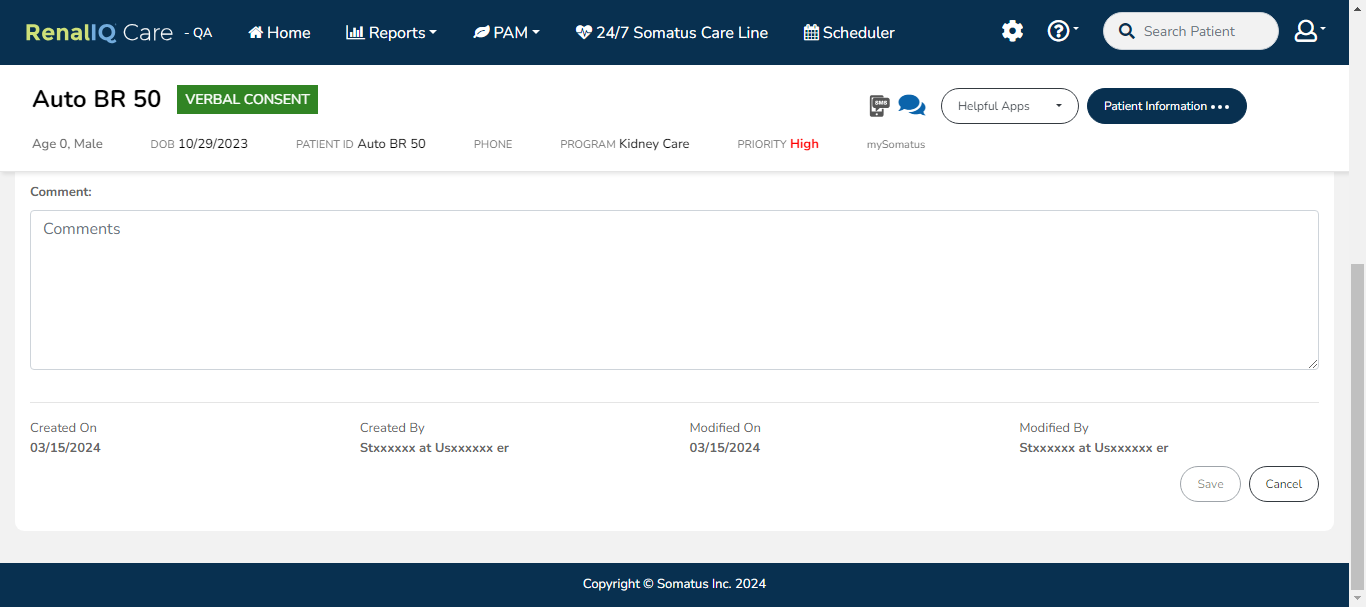 RenalIQ Care - QA Home Reports PAM 24/7 Somatus Care Line Scheduler Search Patient
Auto BR 50 VERBAL CONSENT SMS Helpful Apps Patient Information
Age 0, Male DOB 10/29/2023 PATIENT ID Auto BR 50 PHONE PROGRAM Kidney Care PRIORITY High mySomatus
Comment:
Comments
Created On Created By Modified On Modified By
03/15/2024 Stxxxxxx at Usxxxxxx er 03/15/2024 Stxxxxxx at Usxxxxxx er
Save Cancel
Copyright © Somatus Inc. 2024